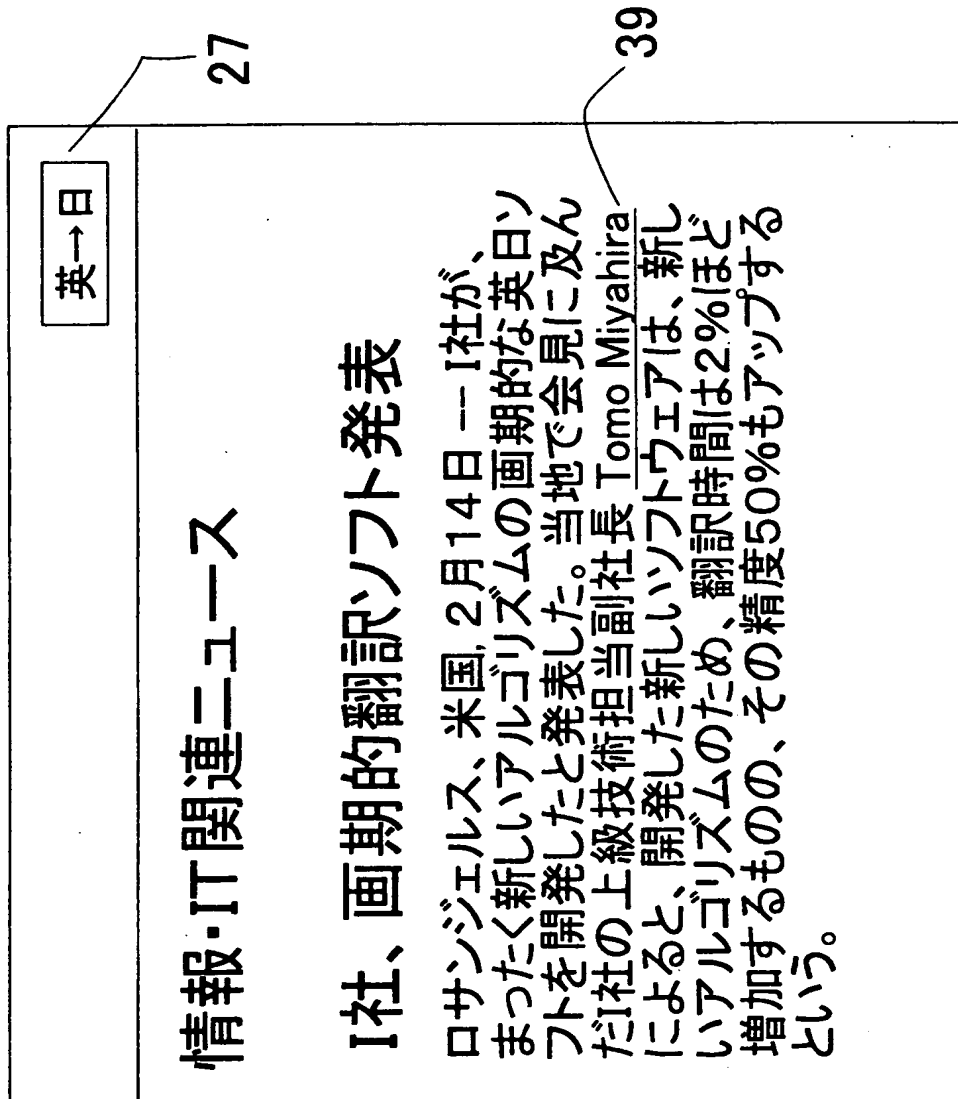 英→日
27
情報・IT関連ニュース
I社、画期的翻訳ソフト発表
ロサンジェルス、米国, 2月14日 -- I社が、
まったく新しいアルゴリズムの画期的な英日ソ
フトを開発したと発表した。当地で会見に及ん
だI社の上級技術担当副社長 Tomo Miyahira
39
によると、開発した新しいソフトウェアは、新し
いアルゴリズムのため、翻訳時間は2%ほど
増加するものの、その精度50%もアップする
という。